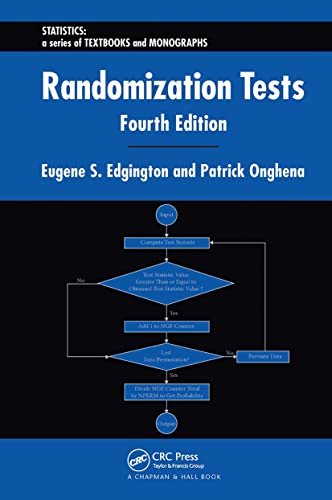 STATISTICS:
a series of TEXTBOOKS and MONOGRAPHS
Randomization Tests
Fourth Edition
Eugene S. Edgington and Patrick Onghena
Input
Compute Test Statistic
Test Statistic Value
Greater Than or Equal to
Obtained Test Statistic Value ?
No
Yes
Add 1 to NGE Counter
Last
Data Permutation?
No
Permute Data
Yes
Divide NGE Counter Total
by NPERM to Get Probability
Output
CRC Press
Taylor & Francis Group
A CHAPMAN & HALL BOOK